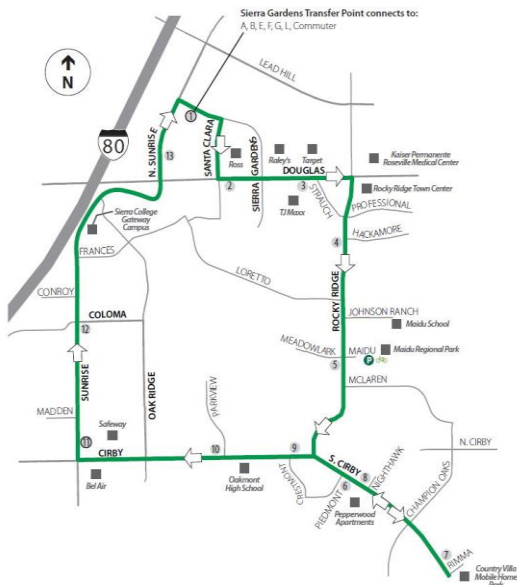 Sierra Gardens Transfer Point connects to:
A, B, E, F, G, L, Commuter
N
LEAD HILL
80
1
N. SUNRISE
SANTA CLARA
SIERRA GARDENS
Ross
Raley's
Target
Kaiser Permanente
Roseville Medical Center
13
DOUGLAS
2
3
STRAUCH
Rocky Ridge Town Center
TJ Maxx
PROFESSIONAL
Sierra College
Gateway
Campus
4
HACKAMORE
FRANCES
LORETTO
ROCKY RIDGE
CONROY
COLOMA
JOHNSON RANCH
Maidu School
12
MEADOWLARK
MAIDU
Maidu Regional Park
P
5
SUNRISE
OAK RIDGE
MCLAREN
PARKVIEW
MADDEN
Safeway
11
CIRBY
10
9
S. CIRBY
N. CIRBY
Bel Air
Oakmont
High School
CRESTMONT
PIEDMONT
6
8
NIGHTHAWK
CHAMPION OAKS
Pepperwood
Apartments
7
RIMMA
Country Villa
Mobile Home
Park